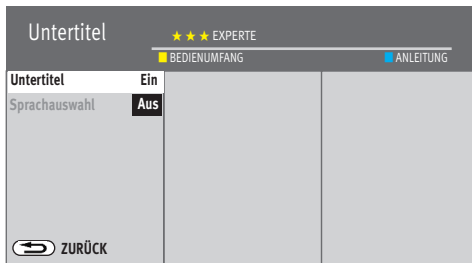 Untertitel
★ ★ ★ EXPERTE
BEDIENUMFANG
ANLEITUNG
Untertitel Ein
Sprachauswahl Aus
ZURÜCK